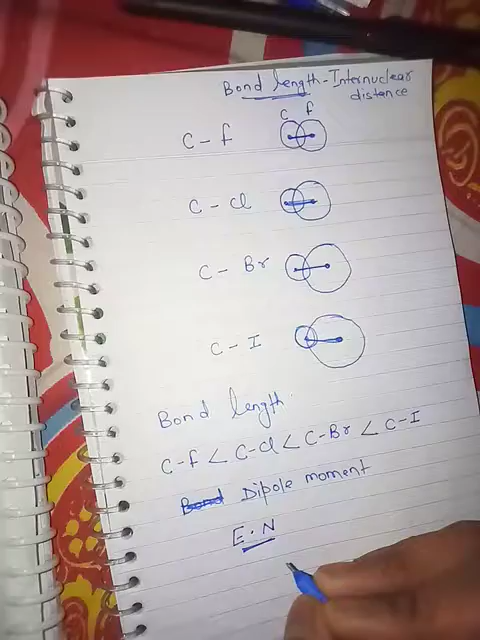 Bond length - Internuclear
distance
C f
C - f
C - Cl
C - Br
C - I
Bond length
C-f < C-Cl < C-Br < C-I
Bond Dipole moment
E.N